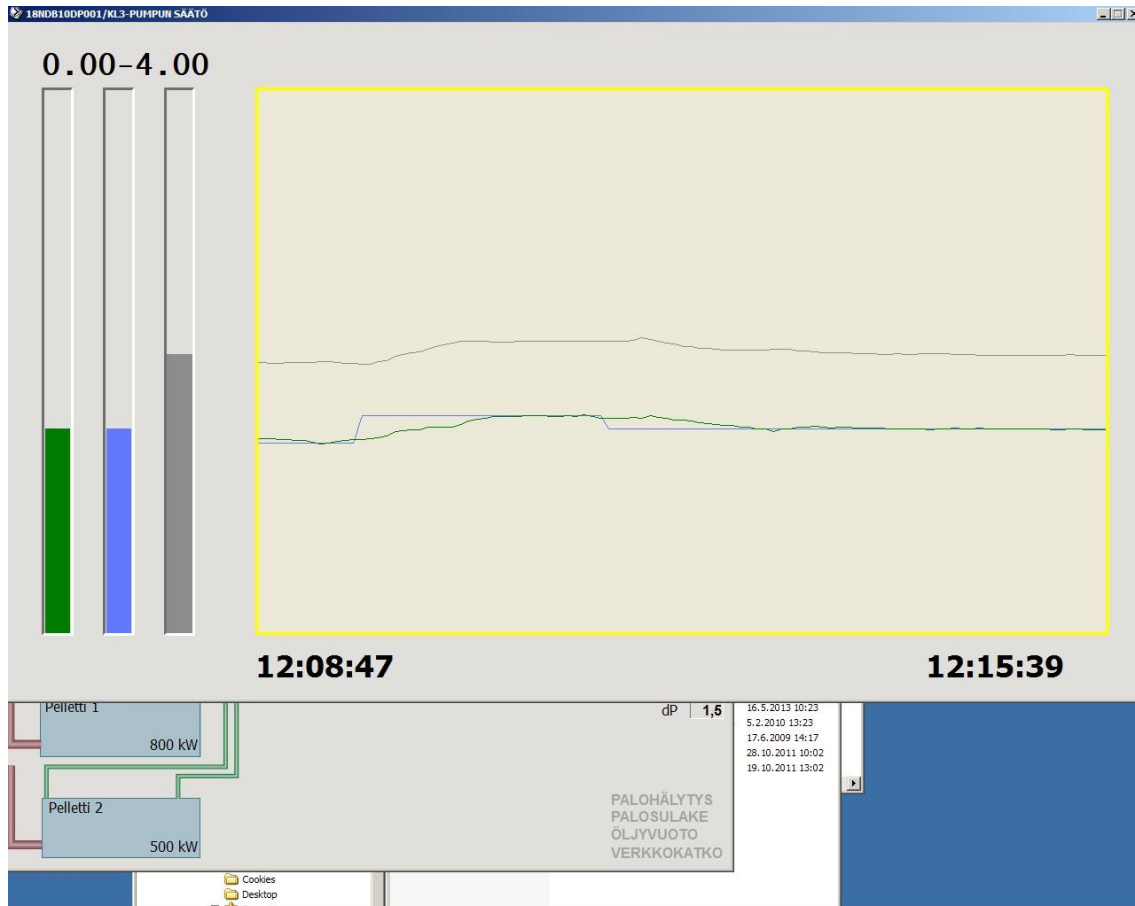 18NDB10DP001/KL3-PUMPUN SÄÄTÖ
0.00-4.00
12:08:47 12:15:39
Pelletti 1
800 kW
dP 1,5
16.5.2013 10:23
5.2.2010 13:23
17.6.2009 14:17
28.10.2011 10:02
19.10.2011 13:02
Pelletti 2
500 kW
PALOHÄLYTYS
PALOSULAKE
ÖLJYVUOTO
VERKKOKATKO
Cookies
Desktop